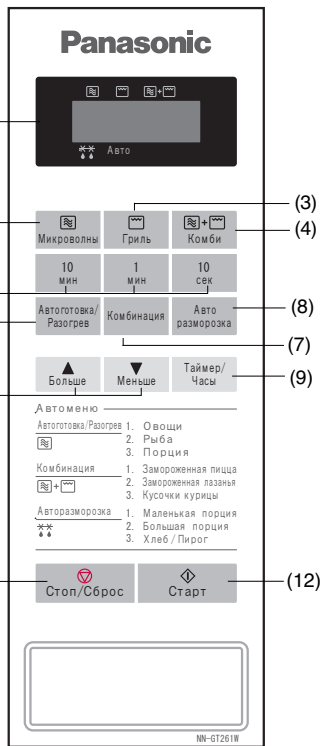 Panasonic
Авто
(3)
Микроволны Гриль Комби (4)
10 мин 1 мин 10 сек
Автоготовка/ Комбинация Авто (8)
Разогрев разморозка
(7)
Больше Меньше Таймер/ Часы (9)
Автоменю
Автоготовка/Разогрев 1. Овощи
2. Рыба
3. Порция
Комбинация 1. Замороженная пицца
2. Замороженная лазанья
3. Кусочки курицы
Авторазморозка 1. Маленькая порция
2. Большая порция
3. Хлеб/Пирог
Стоп/Сброс Старт (12)
NN-GT261W